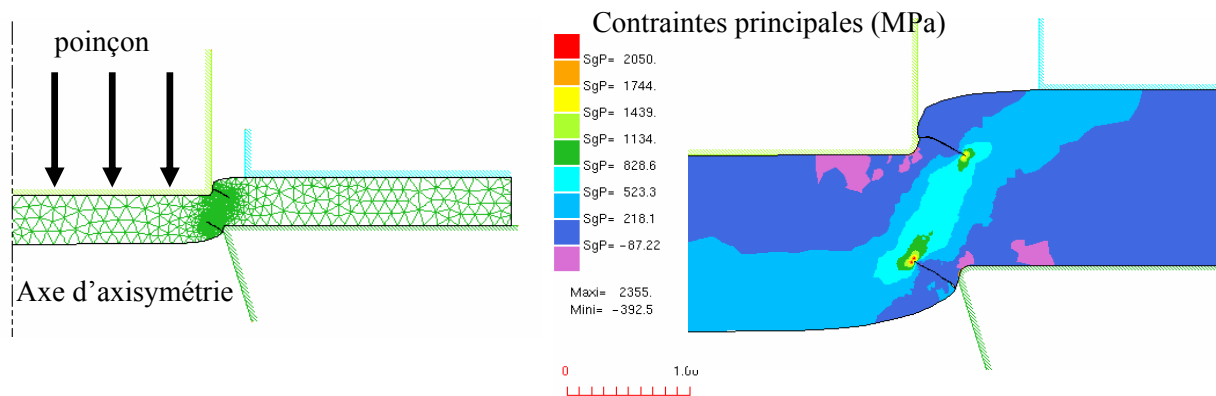 poinçon
Axe d’axisymétrie
Contraintes principales (MPa)
SgP= 2050.
SgP= 1744.
SgP= 1439.
SgP= 1134.
SgP= 828.6
SgP= 523.3
SgP= 218.1
SgP= -87.22
Maxi= 2355.
Mini= -392.5
0 1.00